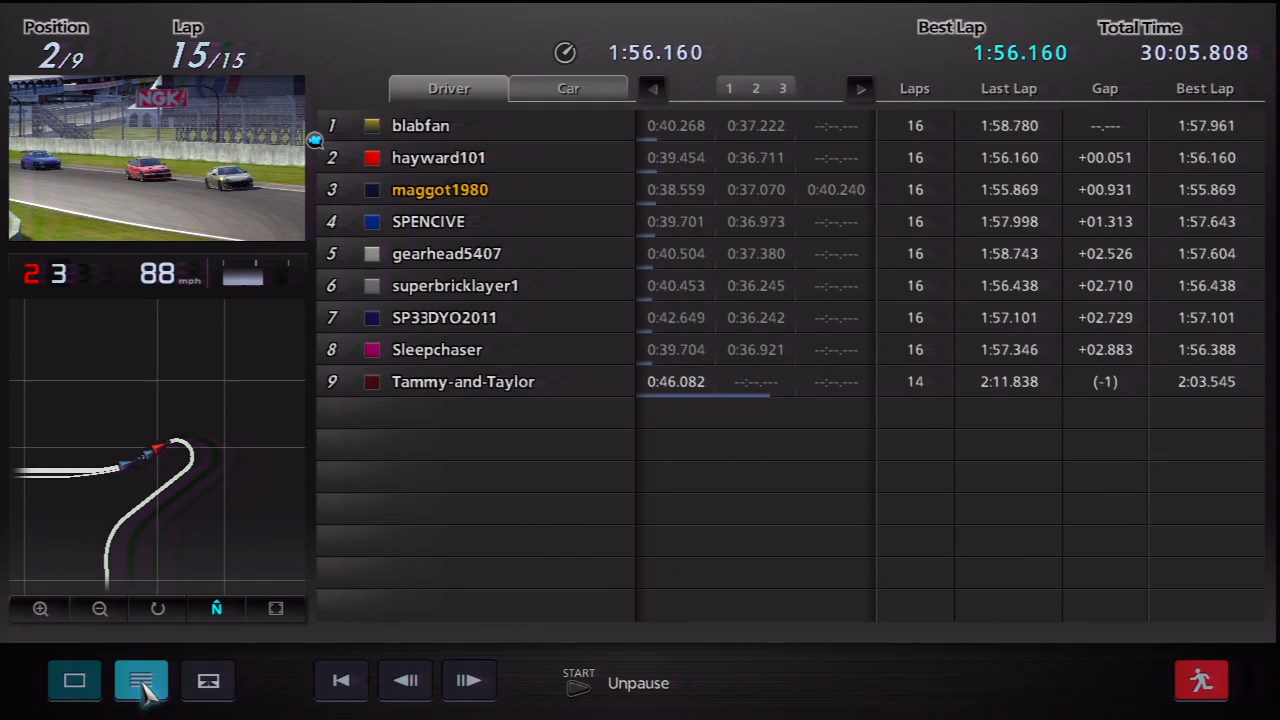 Position Lap Best Lap Total Time
2/9 15/15 1:56.160 1:56.160 30:05.808
NGK
Driver Car 1 2 3 Laps Last Lap Gap Best Lap
1 blabfan 0:40.268 0:37.222 --:--.--- 16 1:58.780 --.--- 1:57.961
2 hayward101 0:39.454 0:36.711 --:--.--- 16 1:56.160 +00.051 1:56.160
3 maggot1980 0:38.559 0:37.070 0:40.240 16 1:55.869 +00.931 1:55.869
4 SPENCIVE 0:39.701 0:36.973 --:--.--- 16 1:57.998 +01.313 1:57.643
5 gearhead5407 0:40.504 0:37.380 --:--.--- 16 1:58.743 +02.526 1:57.604
6 superbricklayer1 0:40.453 0:36.245 --:--.--- 16 1:56.438 +02.710 1:56.438
7 SP33DYO2011 0:42.649 0:36.242 --:--.--- 16 1:57.101 +02.729 1:57.101
8 Sleepchaser 0:39.704 0:36.921 --:--.--- 16 1:57.346 +02.883 1:56.388
9 Tammy-and-Taylor 0:46.082 --:--.--- --:--.--- 14 2:11.838 (-1) 2:03.545
2 3 88 mph
N
START Unpause